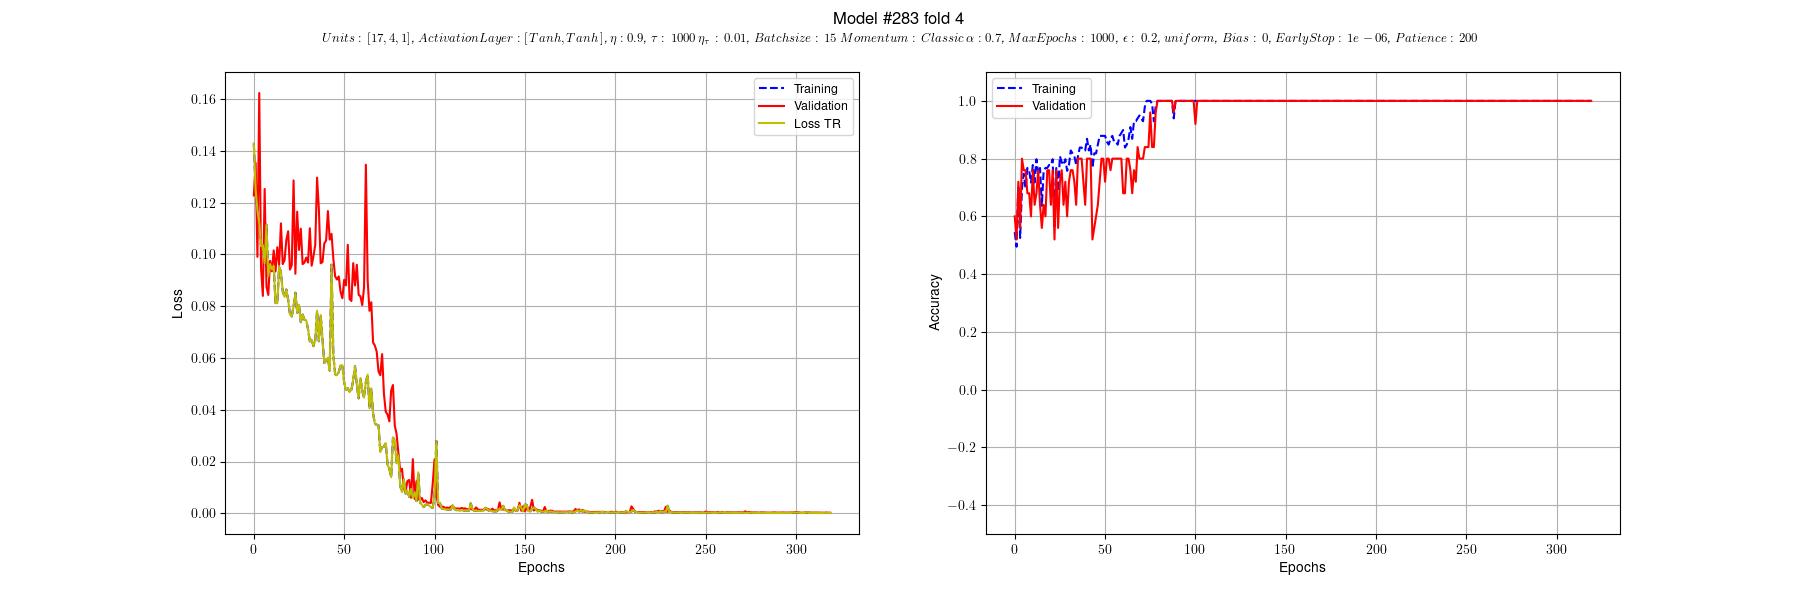 Model #283 fold 4
Units : [17, 4, 1], ActivationLayer : [Tanh, Tanh], η : 0.9, τ : 1000 ητ : 0.01, Batchsize : 15 Momentum : Classic α : 0.7, MaxEpochs : 1000, ϵ : 0.2, uniform, Bias : 0, EarlyStop : 1e − 06, Patience : 200
Training
Validation
Loss TR
0.16
0.14
0.12
0.10
0.08
0.06
0.04
0.02
0.00
Loss
0 50 100 150 200 250 300
Epochs
Training
Validation
1.0
0.8
0.6
0.4
0.2
0.0
−0.2
−0.4
Accuracy
0 50 100 150 200 250 300
Epochs